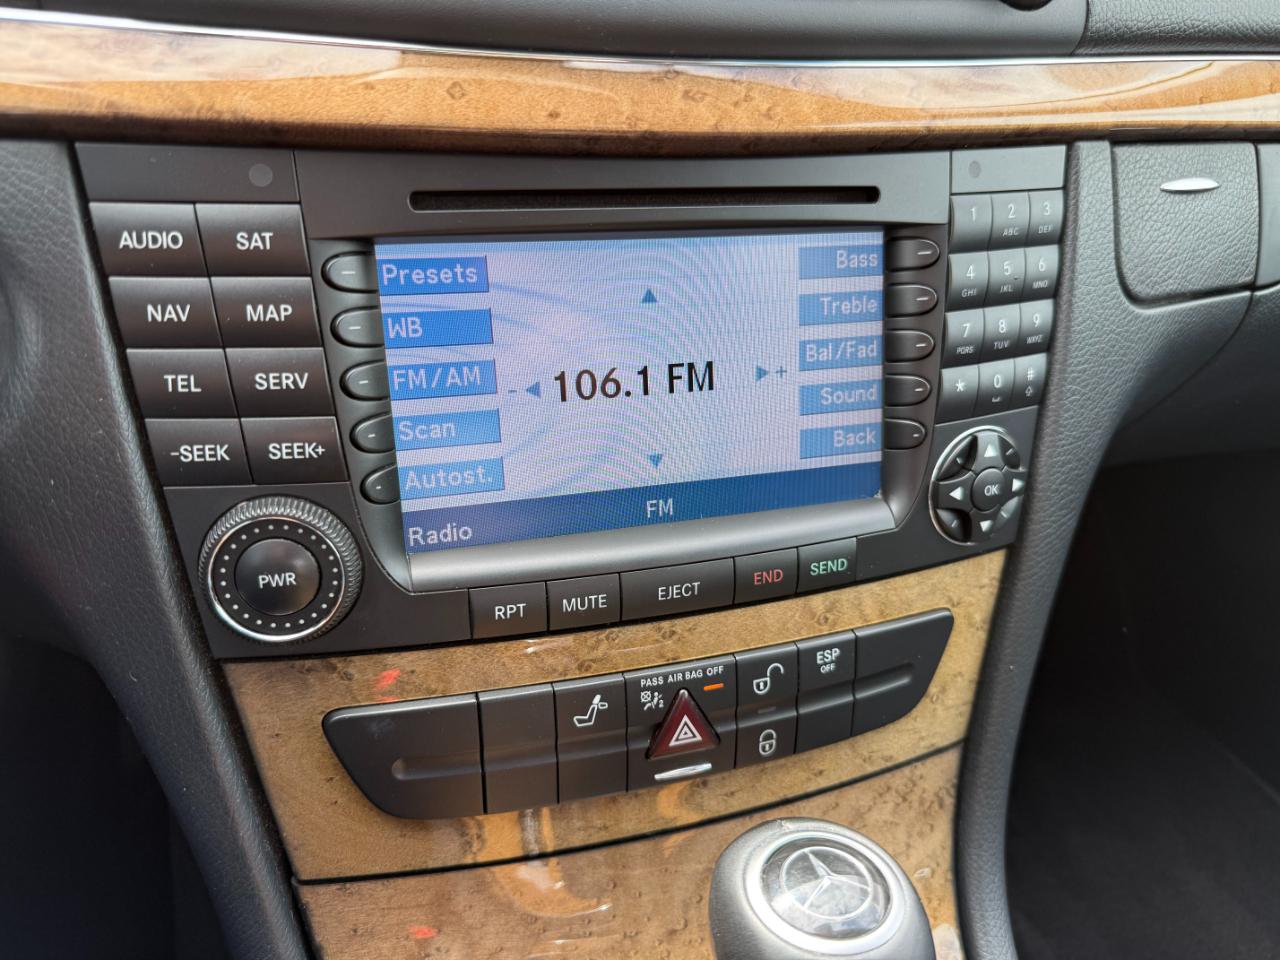 AUDIO SAT
NAV MAP
TEL SERV
-SEEK SEEK+
PWR
Presets
WB
FM/AM
Scan
Autost.
- 106.1 FM +
Bass
Treble
Bal/Fad
Sound
Back
FM
Radio
1 2 ABC 3 DEF
4 GHI 5 JKL 6 MNO
7 PQRS 8 TUV 9 WXYZ
* 0 #
OK
RPT MUTE EJECT END SEND
PASS AIR BAG OFF
2
ESP
OFF